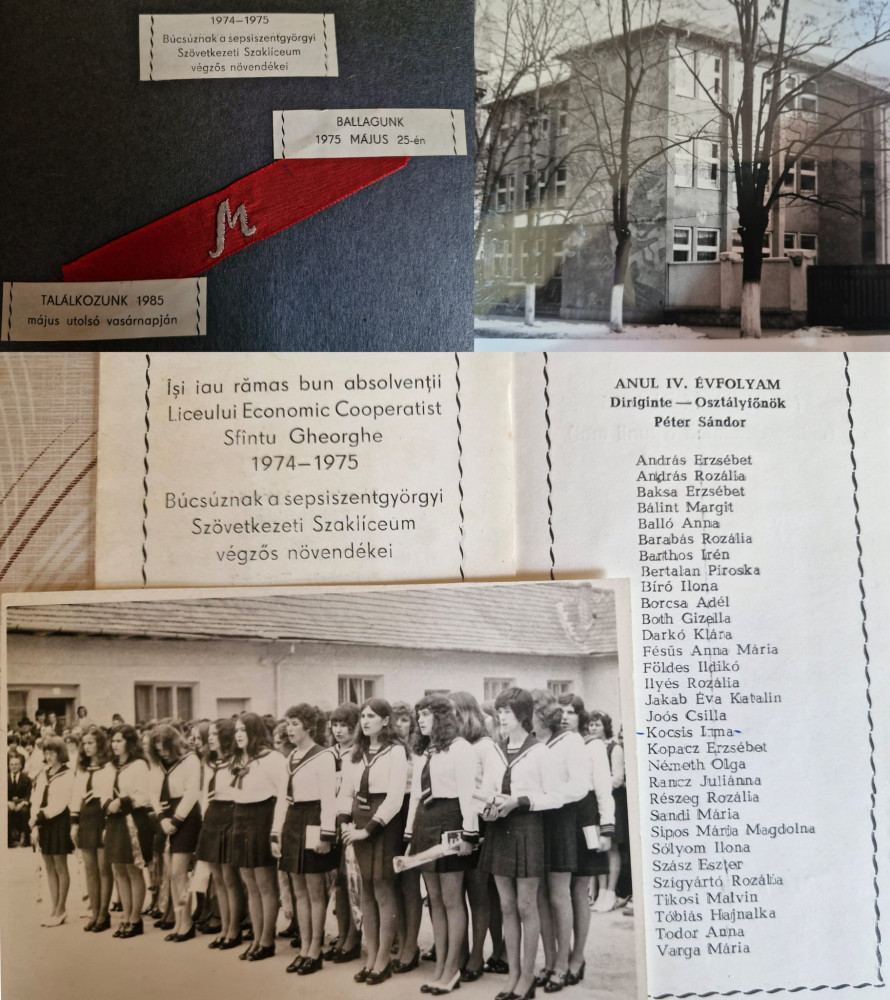 1974–1975
Búcsúznak a sepsiszentgyörgyi
Szövetkezeti Szaklíceum
végzős növendékei
BALLAGUNK
1975 MÁJUS 25-én
M
TALÁLKOZUNK 1985
május utolsó vasárnapján
Își iau rămas bun absolvenții
Liceului Economic Cooperatist
Sfintu Gheorghe
1974–1975
Búcsúznak a sepsiszentgyörgyi
Szövetkezeti Szaklíceum
végzős növendékei
ANUL IV. ÉVFOLYAM
Diriginte — Osztályfőnök
Péter Sándor
András Erzsébet
András Rozália
Baksa Erzsébet
Bálint Margit
Balló Anna
Barabás Rozália
Barthos Irén
Bertalan Piroska
Bíró Ilona
Borcsa Adél
Both Gizella
Darkó Klára
Fésüs Anna Mária
Földes Ildikó
Ilyés Rozália
Jakab Éva Katalin
Joós Csilla
Kocsis Irma
Kopacz Erzsébet
Németh Olga
Rancz Juliánna
Részeg Rozália
Sandi Mária
Sipos Mária Magdolna
Sólyom Ilona
Szász Eszter
Szigyártó Rozália
Tikosi Malvin
Tóbiás Hajnalka
Todor Anna
Varga Mária